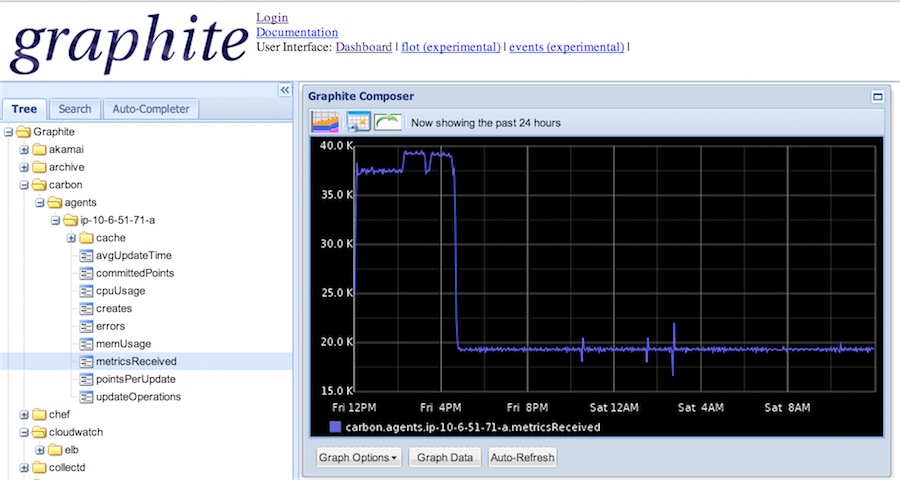 graphite
Login
Documentation
User Interface: Dashboard | flot (experimental) | events (experimental) |
Tree
Search
Auto-Completer
Graphite
akamai
archive
carbon
agents
ip-10-6-51-71-a
cache
avgUpdateTime
committedPoints
cpuUsage
creates
errors
memUsage
metricsReceived
pointsPerUpdate
updateOperations
chef
cloudwatch
elb
collectd
Graphite Composer
Now showing the past 24 hours
40.0 K
35.0 K
30.0 K
25.0 K
20.0 K
15.0 K
Fri 12PM Fri 4PM Fri 8PM Sat 12AM Sat 4AM Sat 8AM
carbon.agents.ip-10-6-51-71-a.metricsReceived
Graph Options Graph Data Auto-Refresh